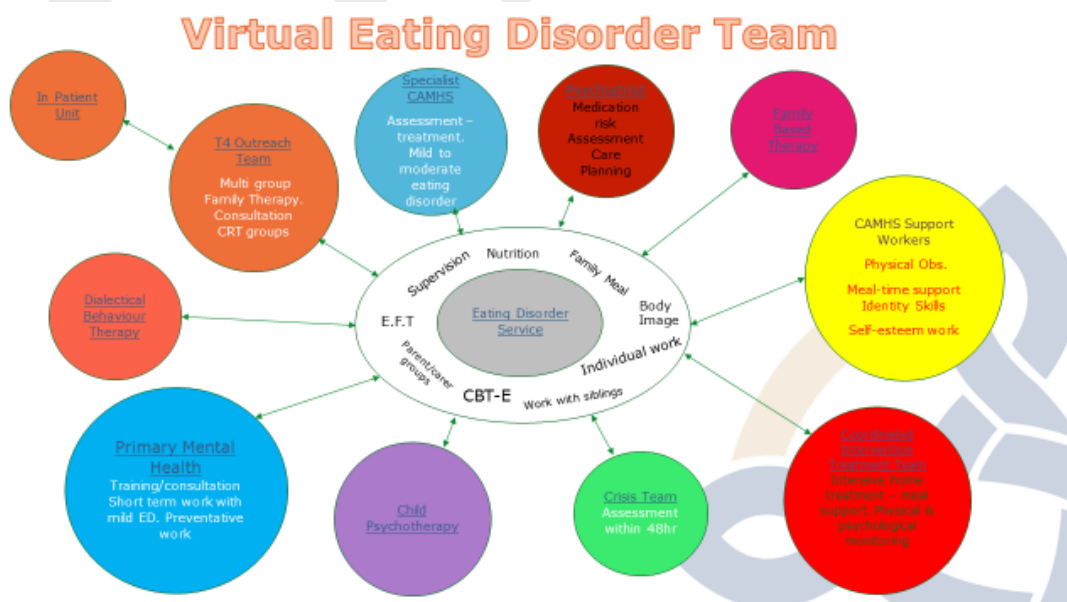 Virtual Eating Disorder Team
In Patient
Unit
T4 Outreach
Team
Multi group
Family Therapy.
Consultation
CRT groups
Specialist
CAMHS
Assessment –
treatment.
Mild to
moderate
eating
disorder
Psychiatrist
Medication
risk
Assessment
Care
Planning
Family
Based
Therapy
CAMHS Support
Workers
Physical Obs.
Meal-time support
Identity Skills
Self-esteem work
Dialectical
Behaviour
Therapy
Supervision
Nutrition
Family Meal
Body
Image
E.F.T
Eating Disorder
Service
Individual work
Parent/carer
groups
CBT-E
Work with siblings
Primary Mental
Health
Training/consultation
Short term work with
mild ED. Preventative
work
Child
Psychotherapy
Crisis Team
Assessment
within 48hr
Coordinated
Intervention
Treatment Team
Intensive home
treatment – meal
support. Physical &
psychological
monitoring